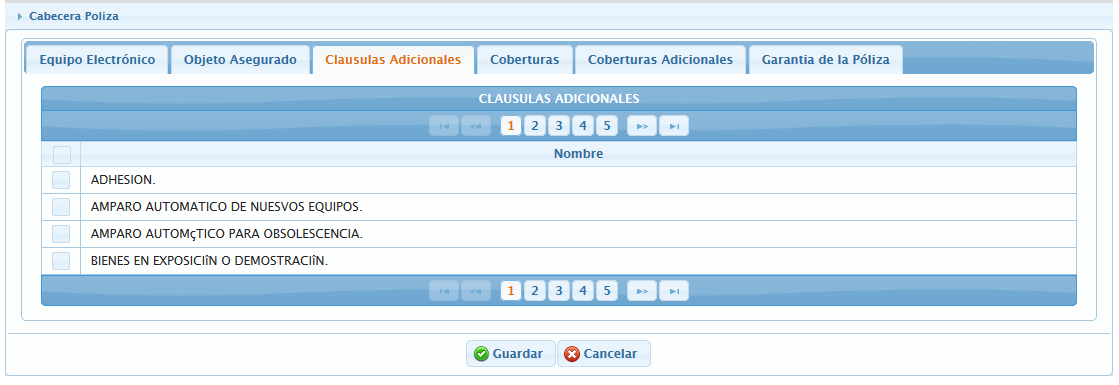 Cabecera Poliza
Equipo Electrónico Objeto Asegurado Clausulas Adicionales Coberturas Coberturas Adicionales Garantia de la Póliza
CLAUSULAS ADICIONALES
1 2 3 4 5
Nombre
ADHESION.
AMPARO AUTOMATICO DE NUESVOS EQUIPOS.
AMPARO AUTOMçTICO PARA OBSOLESCENCIA.
BIENES EN EXPOSICIîN O DEMOSTRACIîN.
1 2 3 4 5
Guardar Cancelar